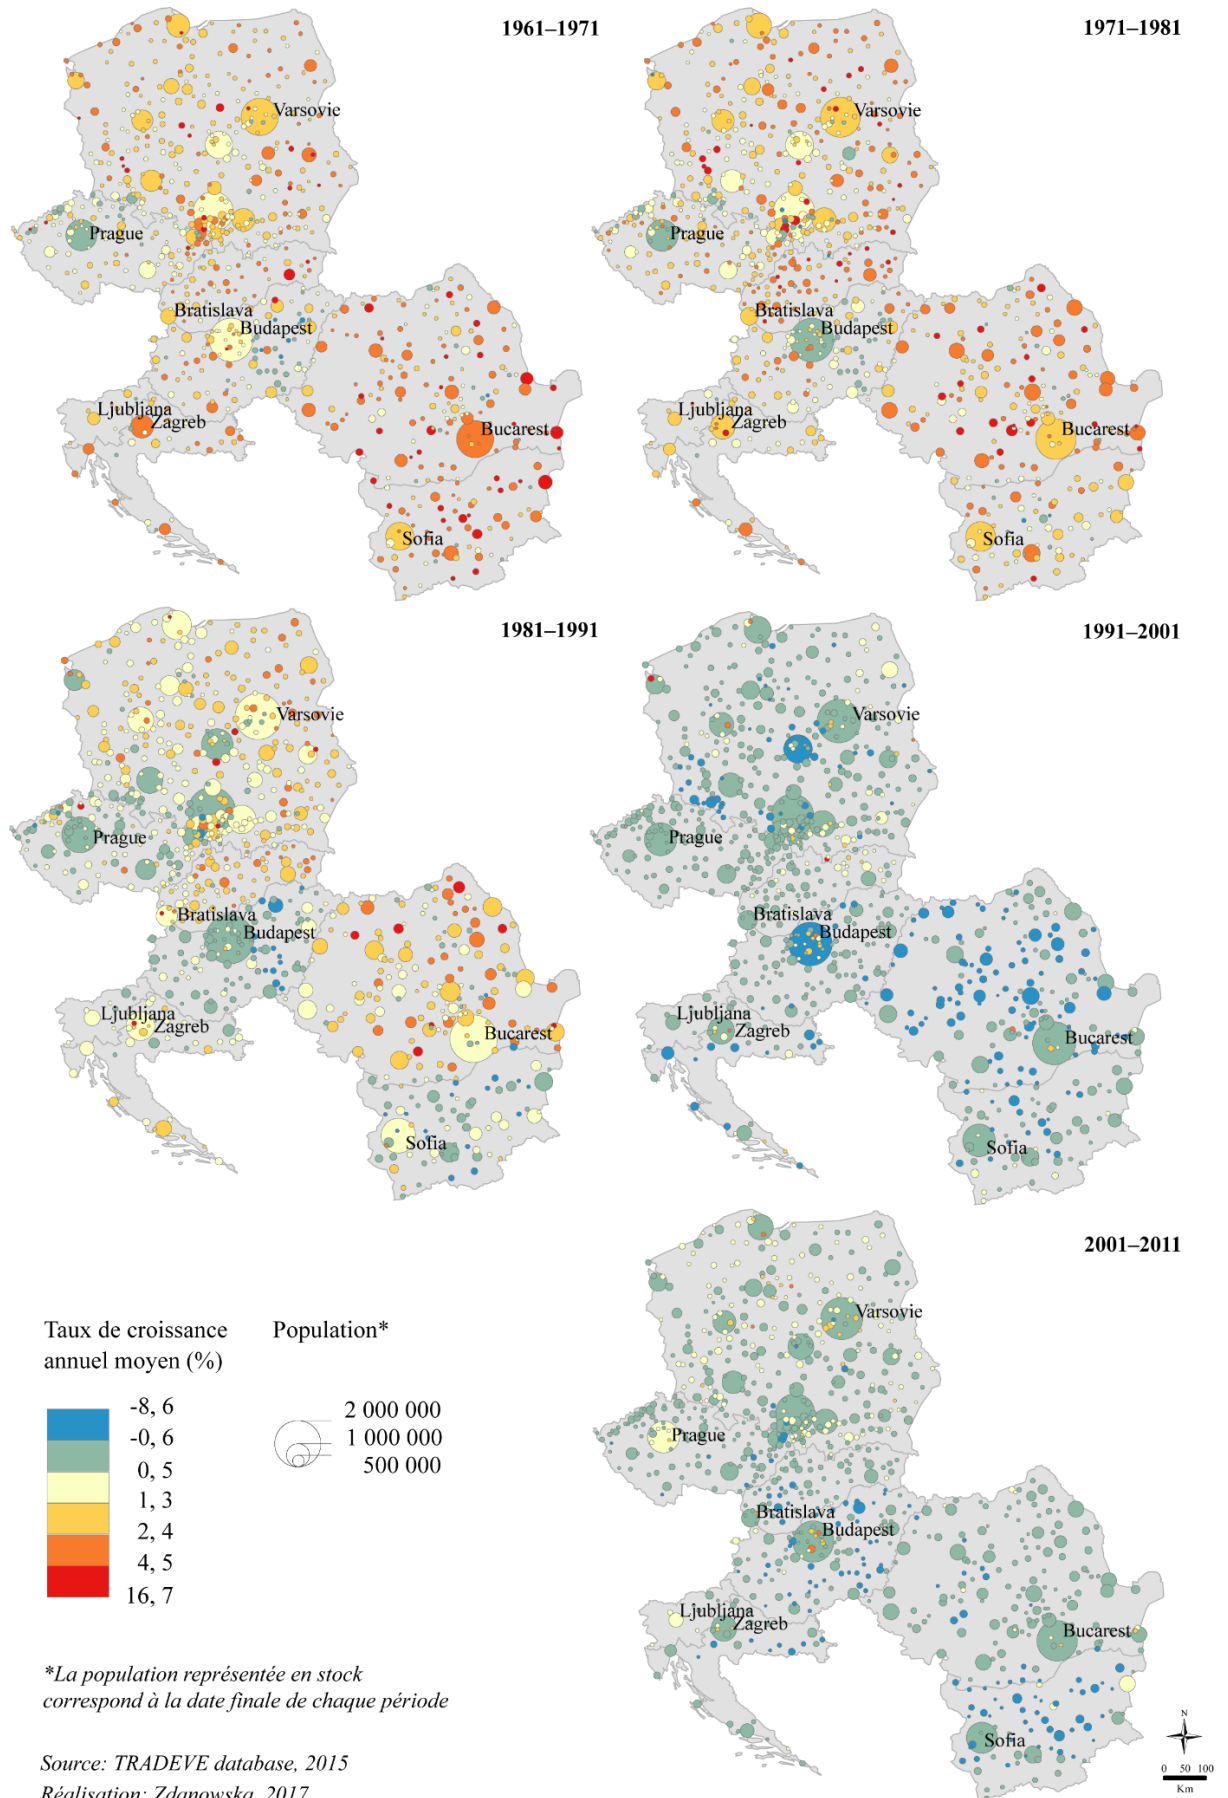 1961–1971
Varsovie
Prague
Bratislava
Budapest
Ljubljana
Zagreb
Bucarest
Sofia
1971–1981
Varsovie
Prague
Bratislava
Budapest
Ljubljana
Zagreb
Bucarest
Sofia
1981–1991
Varsovie
Prague
Bratislava
Budapest
Ljubljana
Zagreb
Bucarest
Sofia
1991–2001
Varsovie
Prague
Bratislava
Budapest
Ljubljana
Zagreb
Bucarest
Sofia
2001–2011
Varsovie
Prague
Bratislava
Budapest
Ljubljana
Zagreb
Bucarest
Sofia
Taux de croissance
annuel moyen (%)
-8, 6
-0, 6
0, 5
1, 3
2, 4
4, 5
16, 7
Population*
2 000 000
1 000 000
500 000
*La population représentée en stock
correspond à la date finale de chaque période
Source: TRADEVE database, 2015
Réalisation: Zdanowska, 2017
N
0 50 100
Km